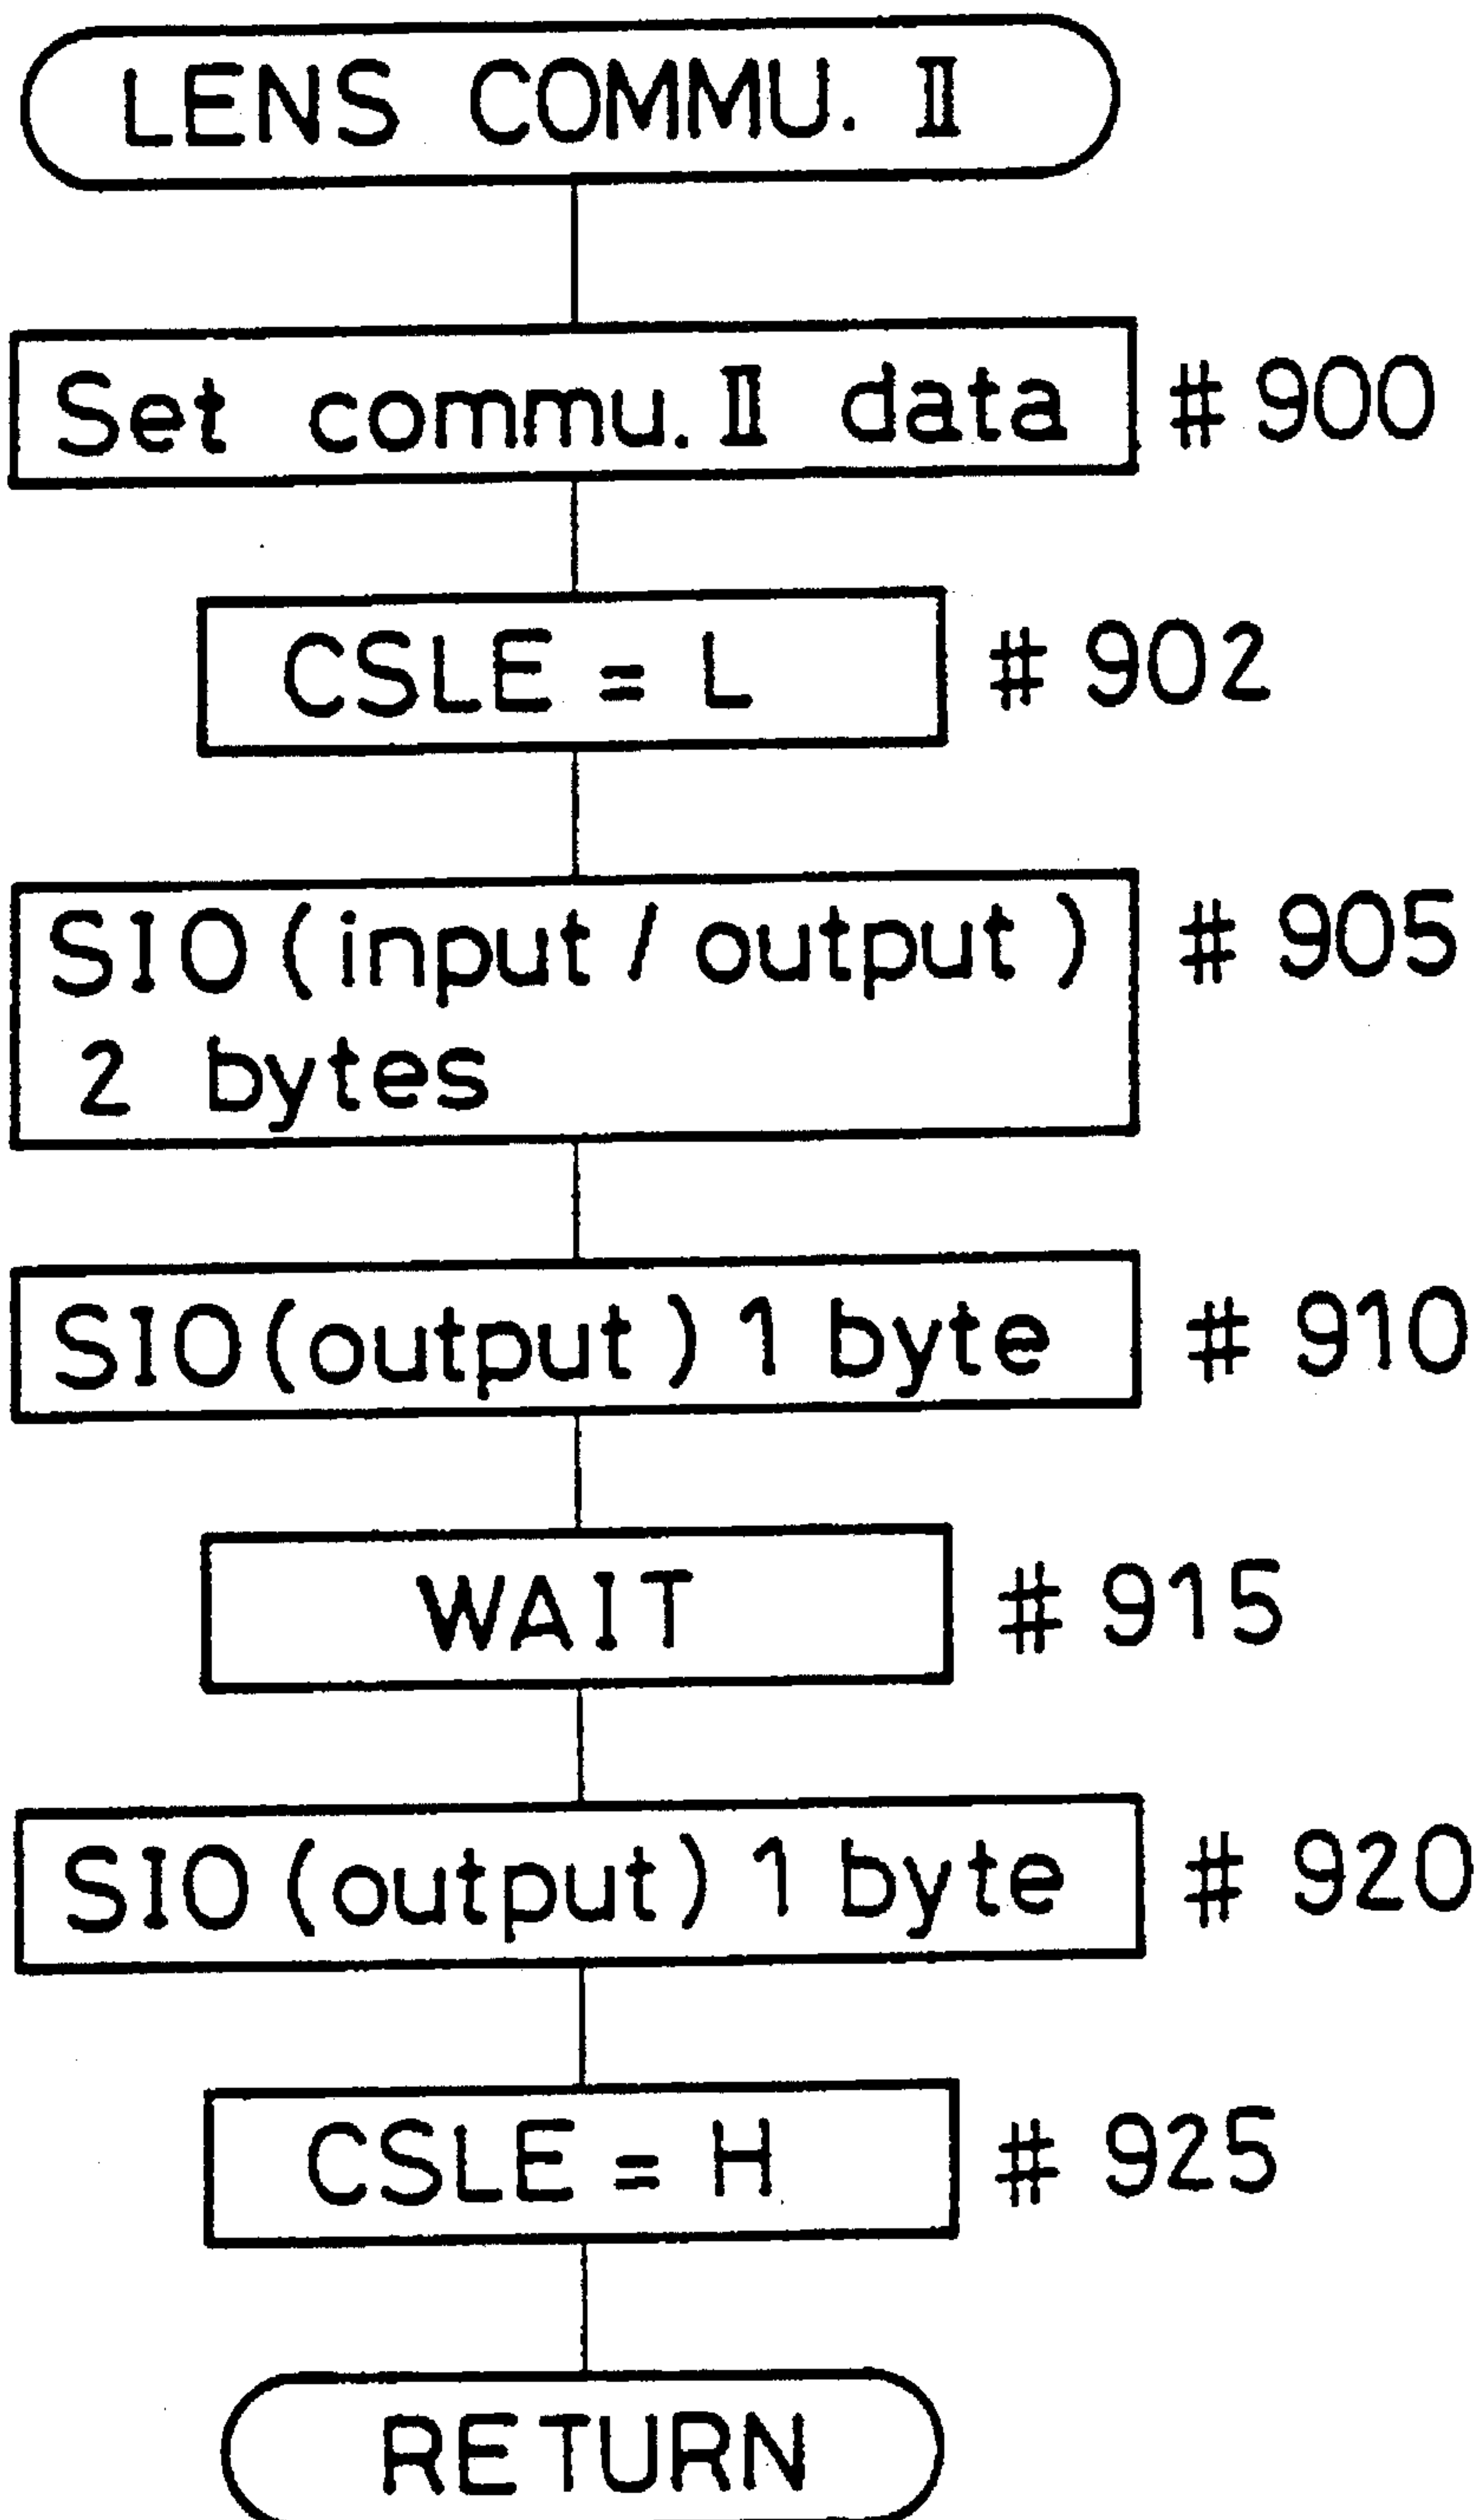 LENS COMMU. II
Set commu. II data #900
CSLE = L #902
SIO (input/output) #905
2 bytes
SIO(output) 1 byte #910
WAIT #915
SIO (output) 1 byte #920
CSLE = H #925
RETURN